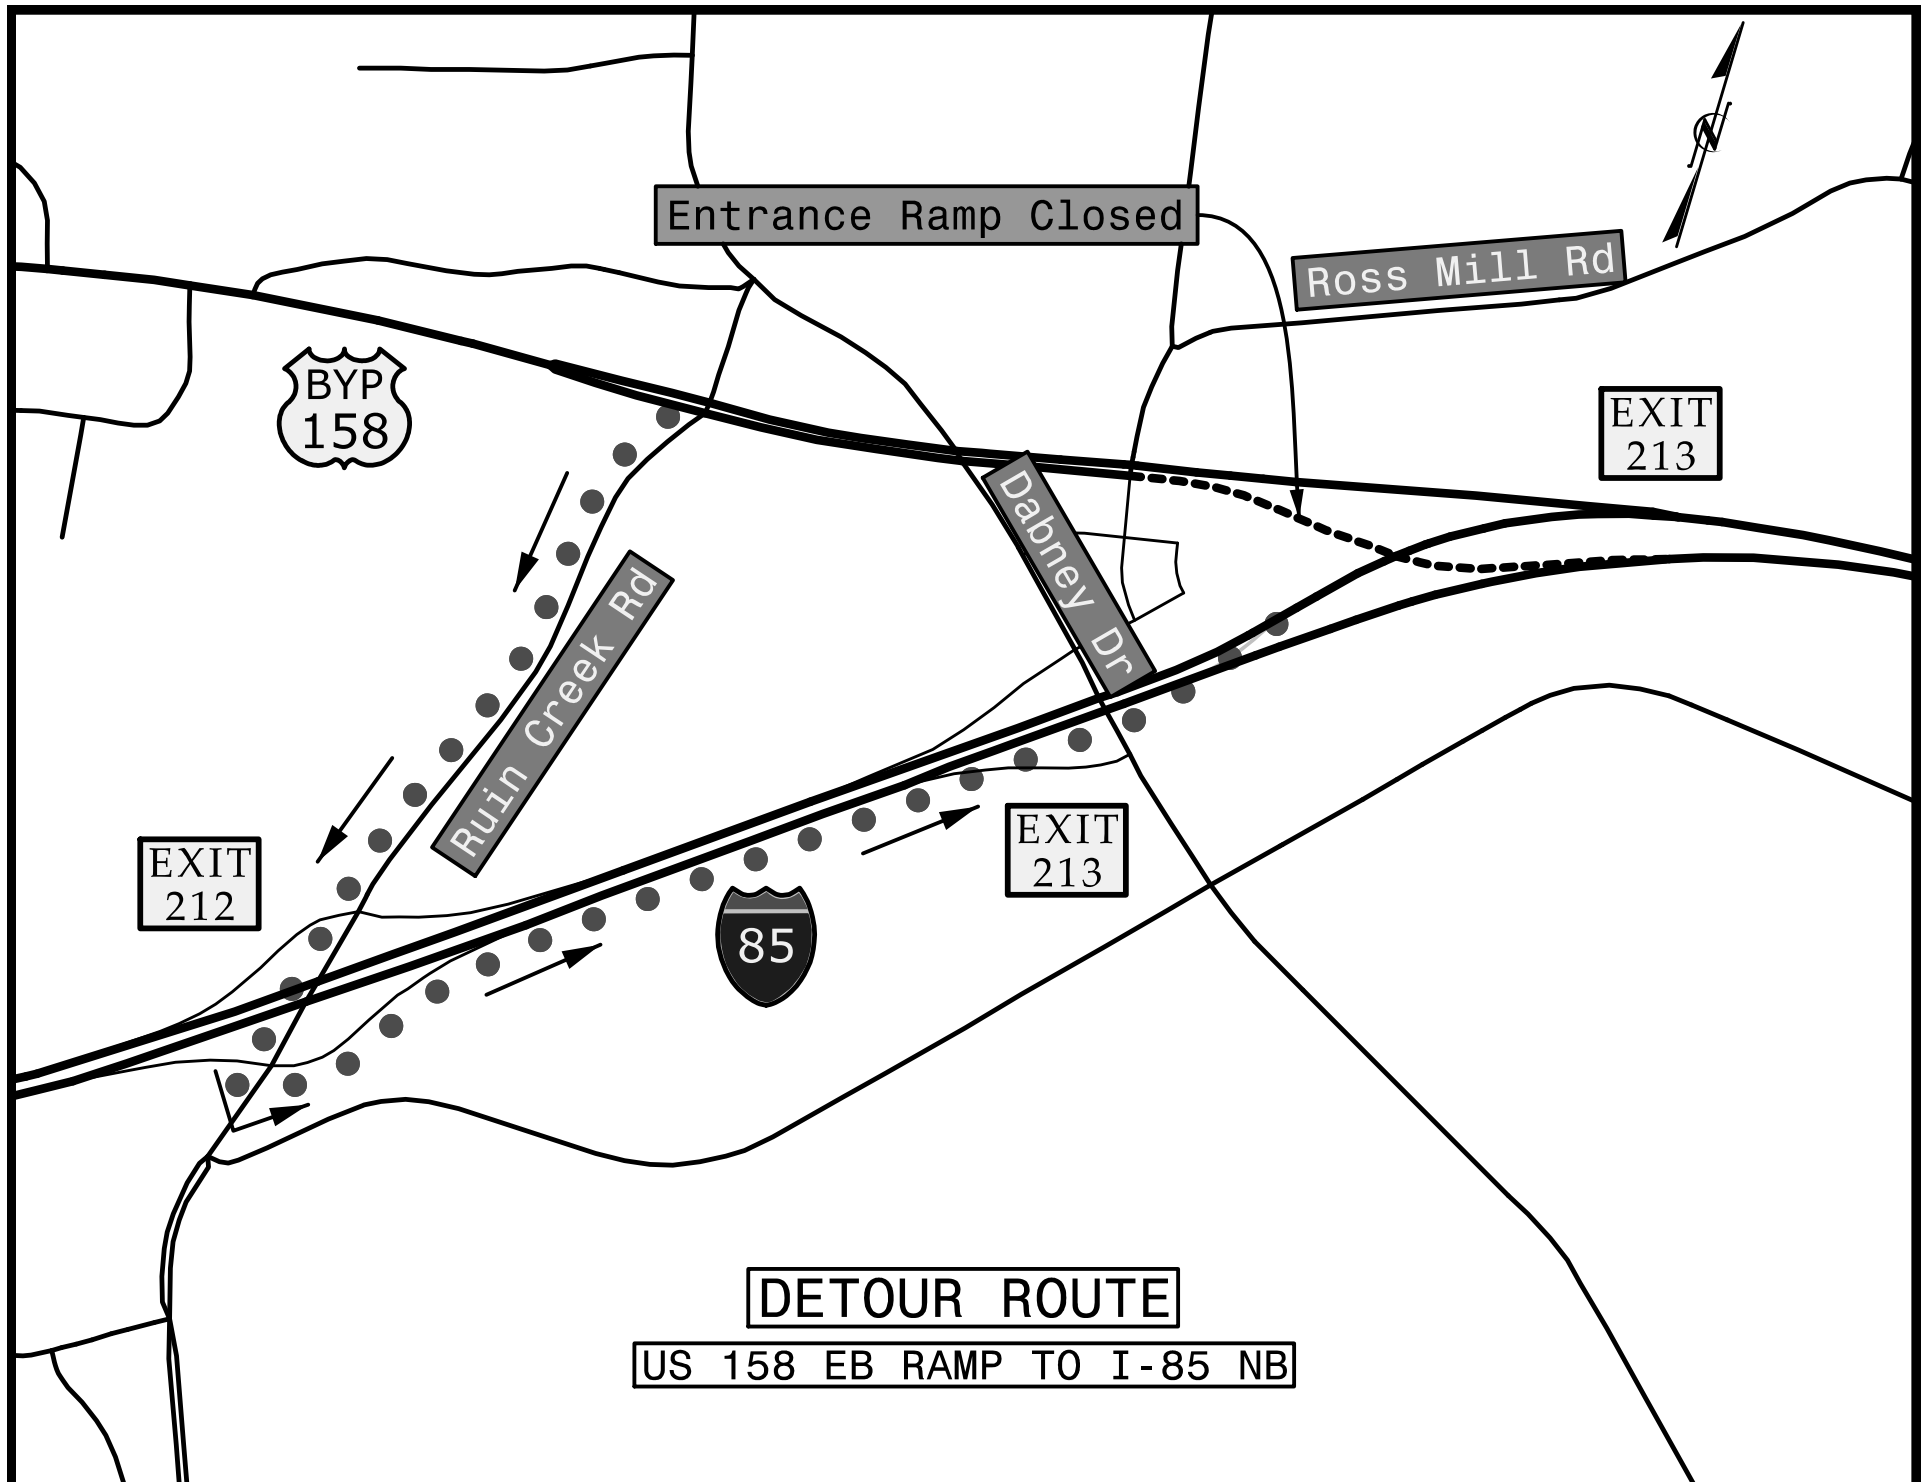 N
Entrance Ramp Closed
Ross Mill Rd
BYP
158
EXIT
213
Dabney Dr
Ruin Creek Rd
EXIT
212
EXIT
213
85
DETOUR ROUTE
US 158 EB RAMP TO I-85 NB